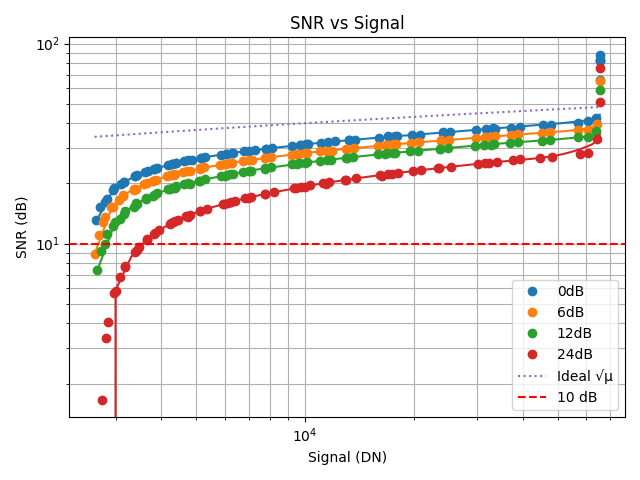 SNR vs Signal
10²
10¹
SNR (dB)
0dB
6dB
12dB
24dB
Ideal √μ
10 dB
10⁴
Signal (DN)